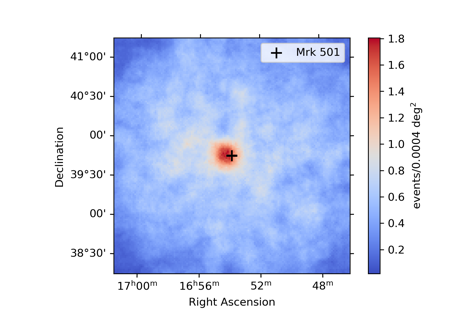 Mrk 501
41°00'
40°30'
00'
39°30'
00'
38°30'
Declination
17ʰ00ᵐ
16ʰ56ᵐ
52ᵐ
48ᵐ
Right Ascension
1.8
1.6
1.4
1.2
1.0
0.8
0.6
0.4
0.2
events/0.0004 deg²